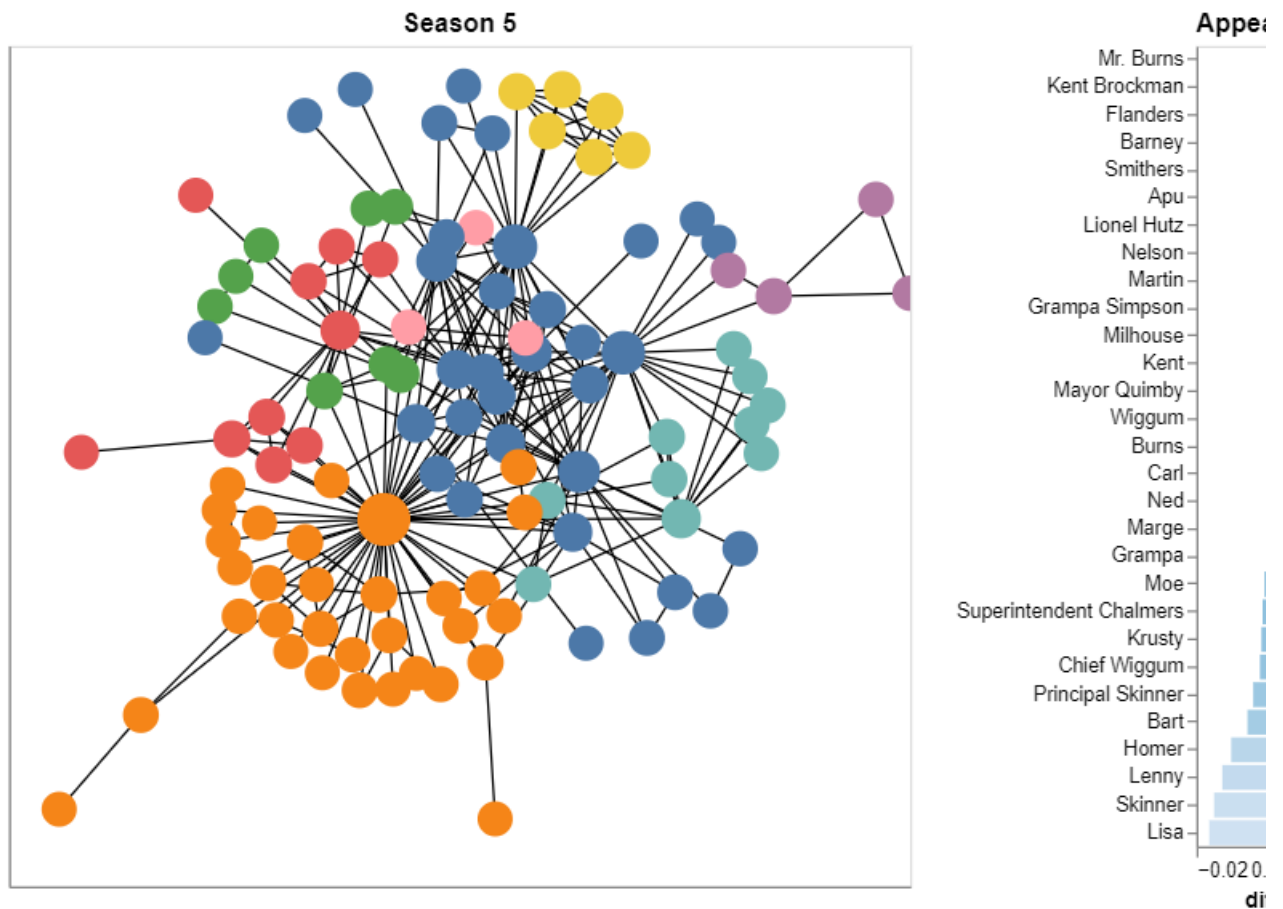 Season 5
Appea
Mr. Burns
Kent Brockman
Flanders
Barney
Smithers
Apu
Lionel Hutz
Nelson
Martin
Grampa Simpson
Milhouse
Kent
Mayor Quimby
Wiggum
Burns
Carl
Ned
Marge
Grampa
Moe
Superintendent Chalmers
Krusty
Chief Wiggum
Principal Skinner
Bart
Homer
Lenny
Skinner
Lisa
−0.020.
di